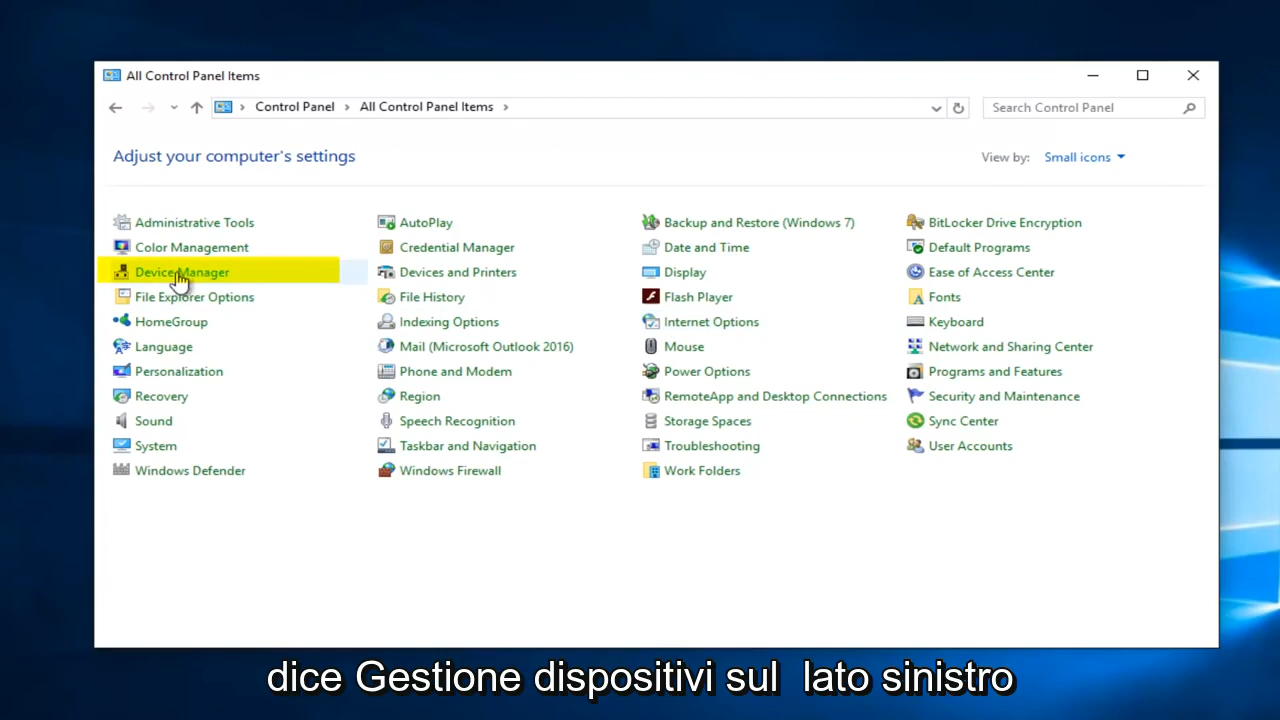 All Control Panel Items
Control Panel > All Control Panel Items >
Search Control Panel
Adjust your computer's settings
View by: Small icons
Administrative Tools
AutoPlay
Backup and Restore (Windows 7)
BitLocker Drive Encryption
Color Management
Credential Manager
Date and Time
Default Programs
Device Manager
Devices and Printers
Display
Ease of Access Center
File Explorer Options
File History
Flash Player
Fonts
HomeGroup
Indexing Options
Internet Options
Keyboard
Language
Mail (Microsoft Outlook 2016)
Mouse
Network and Sharing Center
Personalization
Phone and Modem
Power Options
Programs and Features
Recovery
Region
RemoteApp and Desktop Connections
Security and Maintenance
Sound
Speech Recognition
Storage Spaces
Sync Center
System
Taskbar and Navigation
Troubleshooting
User Accounts
Windows Defender
Windows Firewall
Work Folders
dice Gestione dispositivi sul lato sinistro